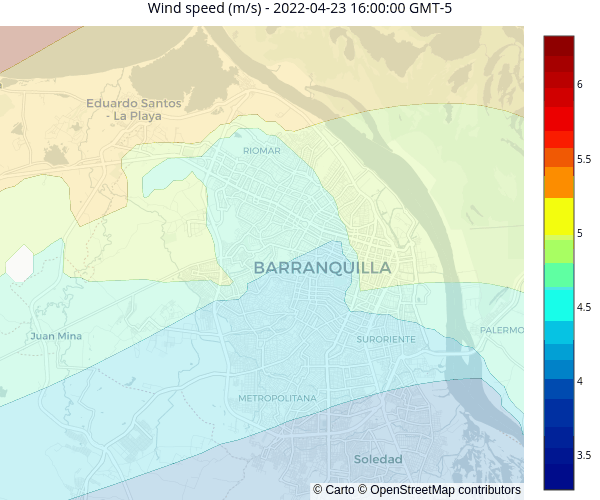 Wind speed (m/s) - 2022-04-23 16:00:00 GMT-5
Eduardo Santos
- La Playa
RIOMAR
BARRANQUILLA
Juan Mina
SURORIENTE
PALERMO
METROPOLITANA
Soledad
© Carto © OpenStreetMap contributors
6
5.5
5
4.5
4
3.5